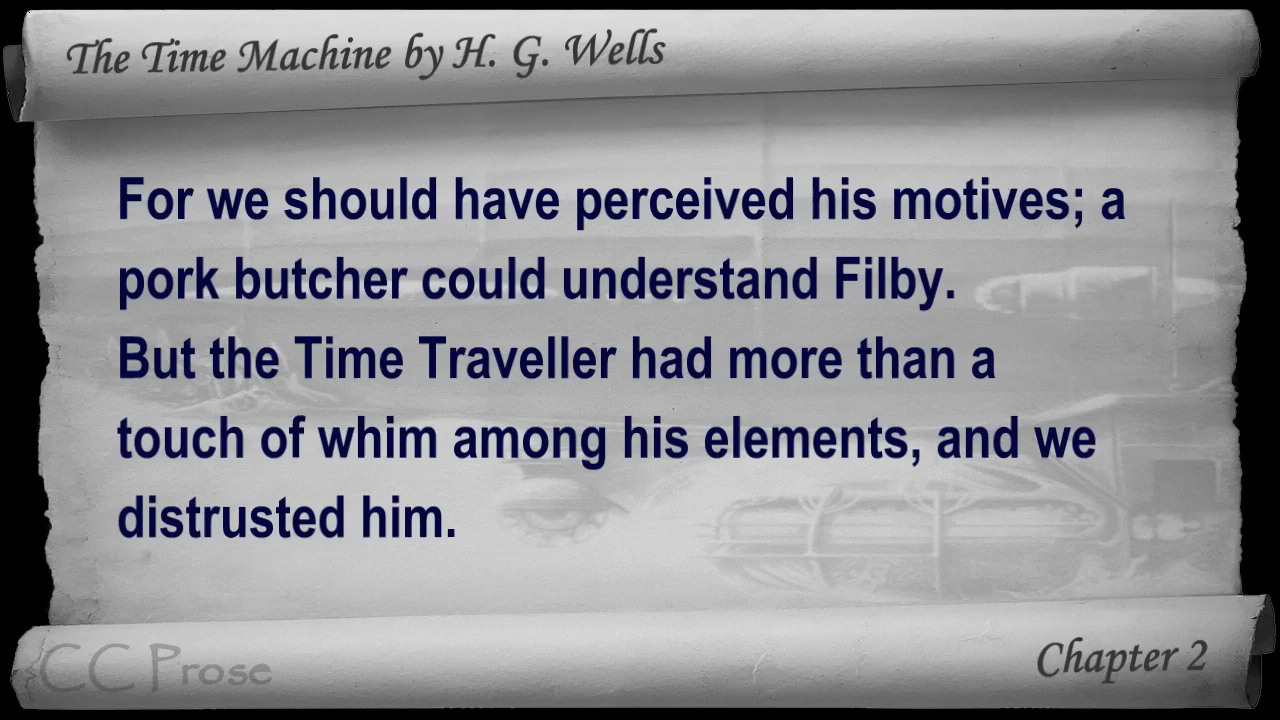 The Time Machine by H. G. Wells
For we should have perceived his motives; a
pork butcher could understand Filby.
But the Time Traveller had more than a
touch of whim among his elements, and we
distrusted him.
CC Prose
Chapter 2